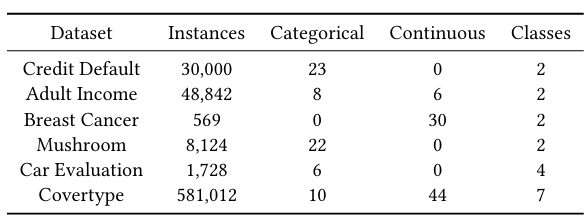 Dataset Instances Categorical Continuous Classes
Credit Default 30,000 23 0 2
Adult Income 48,842 8 6 2
Breast Cancer 569 0 30 2
Mushroom 8,124 22 0 2
Car Evaluation 1,728 6 0 4
Covertype 581,012 10 44 7